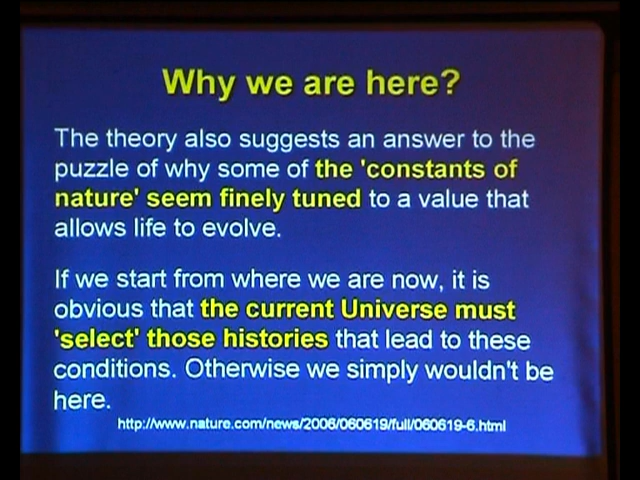 Why we are here?
The theory also suggests an answer to the
puzzle of why some of the 'constants of
nature' seem finely tuned to a value that
allows life to evolve.
If we start from where we are now, it is
obvious that the current Universe must
'select' those histories that lead to these
conditions. Otherwise we simply wouldn't be
here.
http://www.nature.com/news/2006/060619/full/060619-6.html